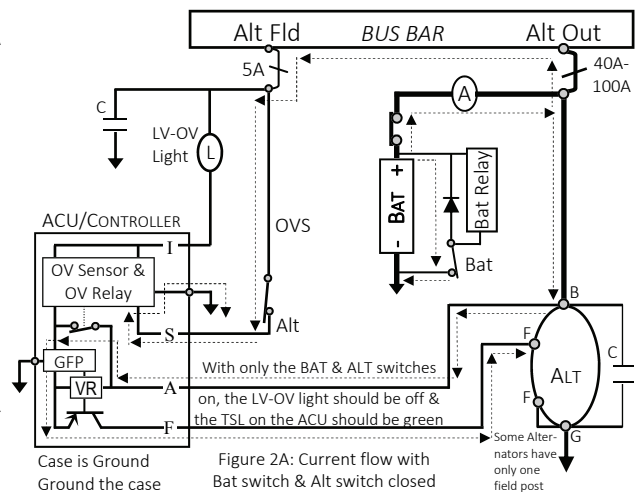 Alt Fld
BUS BAR
Alt Out
5A
40A-
100A
C
A
LV-OV
Light
L
BAT
+
-
Bat Relay
ACU/CONTROLLER
OVS
I
Bat
OV Sensor &
OV Relay
B
S
Alt
F
GFP
With only the BAT & ALT switches
C
ALT
VR
A
on, the LV-OV light should be off &
F
F
the TSL on the ACU should be green
G
Case is Ground
Ground the case
Figure 2A: Current flow with
Bat switch & Alt switch closed
Some Alter-
nators have
only one
field post